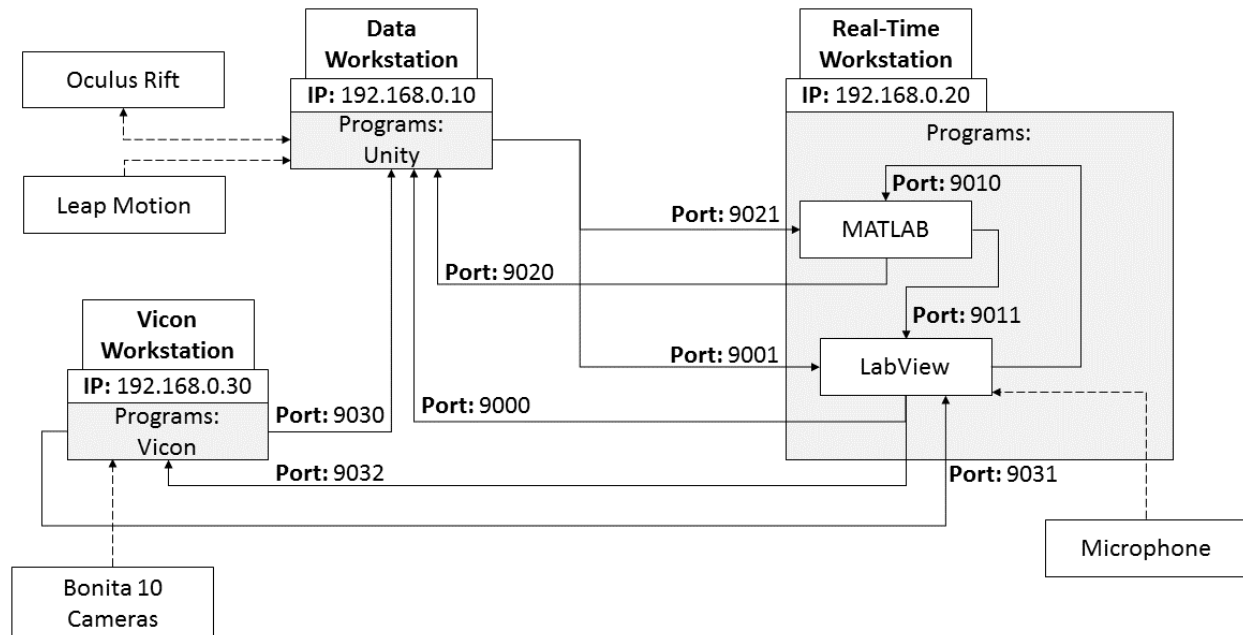 Data
Workstation
IP: 192.168.0.10
Programs:
Unity
Real-Time
Workstation
IP: 192.168.0.20
Programs:
Oculus Rift
Leap Motion
Port: 9010
Port: 9021
MATLAB
Port: 9020
Port: 9011
Vicon
Workstation
IP: 192.168.0.30
Programs:
Vicon
Port: 9001
LabView
Port: 9030
Port: 9000
Port: 9032
Port: 9031
Microphone
Bonita 10
Cameras